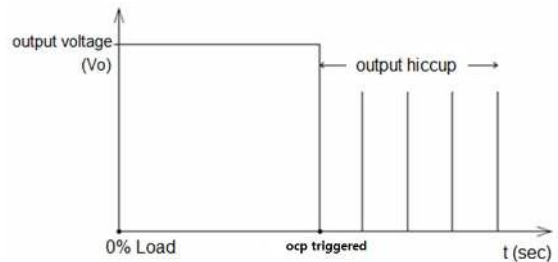 output voltage
(Vo)
output hiccup
0% Load
ocp triggered
t (sec)